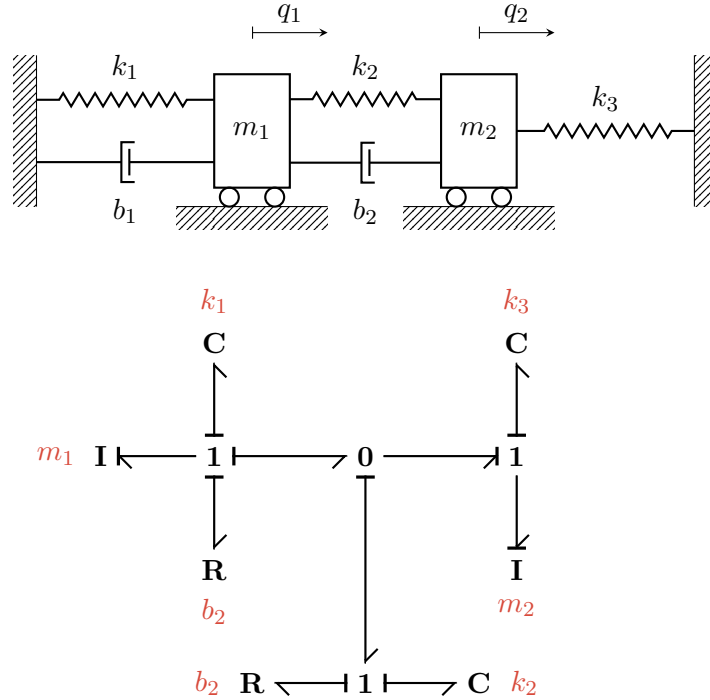 q₁ q₂
k₁ k₂ k₃
m₁ m₂
b₁ b₂
k₁ k₃
C C
m₁ I 1 0 1
R I
b₂ m₂
b₂ R 1 C k₂